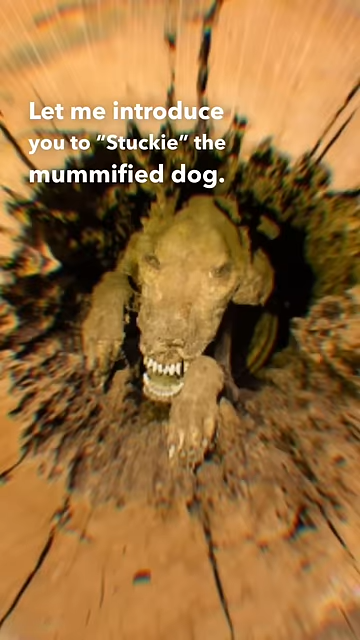 Let me introduce
you to “Stuckie” the
mummified dog.